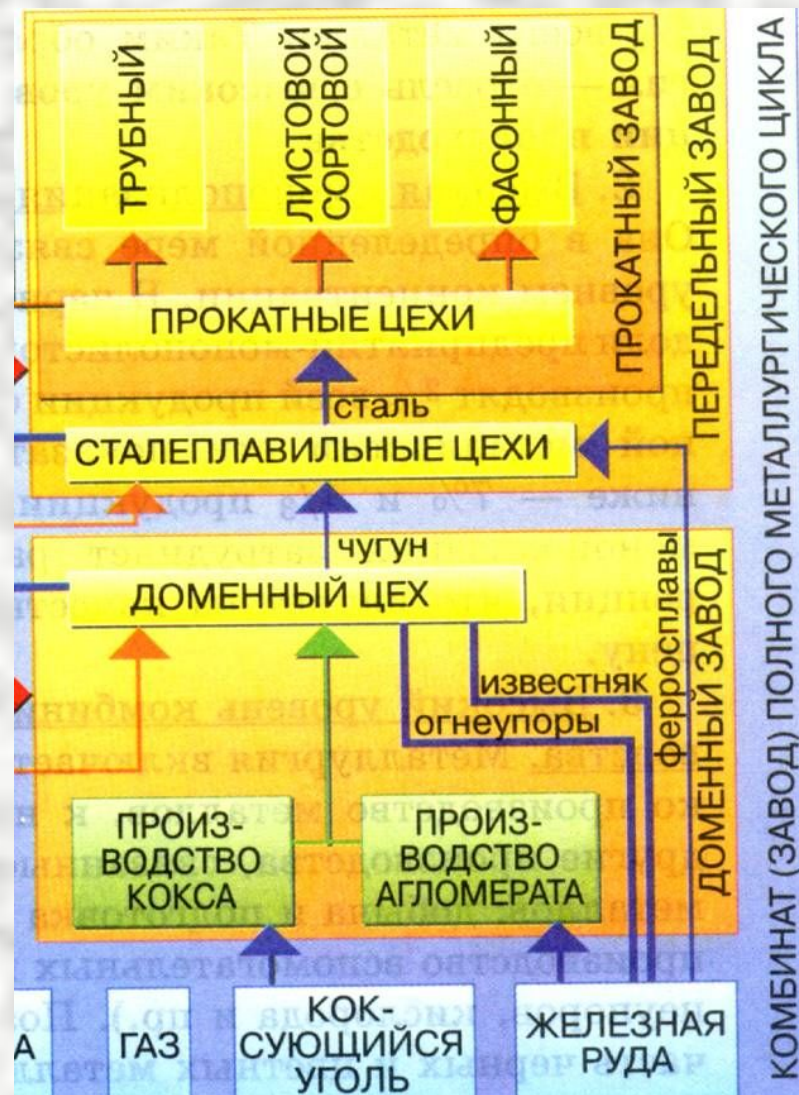 ТРУБНЫЙ
ЛИСТОВОЙ
СОРТОВОЙ
ФАСОННЫЙ
ПРОКАТНЫЙ ЗАВОД
ПЕРЕДЕЛЬНЫЙ ЗАВОД
КОМБИНАТ (ЗАВОД) ПОЛНОГО МЕТАЛЛУРГИЧЕСКОГО ЦИКЛА
ПРОКАТНЫЕ ЦЕХИ
сталь
СТАЛЕПЛАВИЛЬНЫЕ ЦЕХИ
чугун
ДОМЕННЫЙ ЦЕХ
ферросплавы
ДОМЕННЫЙ ЗАВОД
известняк
огнеупоры
ПРОИЗ-
ВОДСТВО
КОКСА
ПРОИЗ-
ВОДСТВО
АГЛОМЕРАТА
А
ГАЗ
КОК-
СУЮЩИЙСЯ
УГОЛЬ
ЖЕЛЕЗНАЯ
РУДА